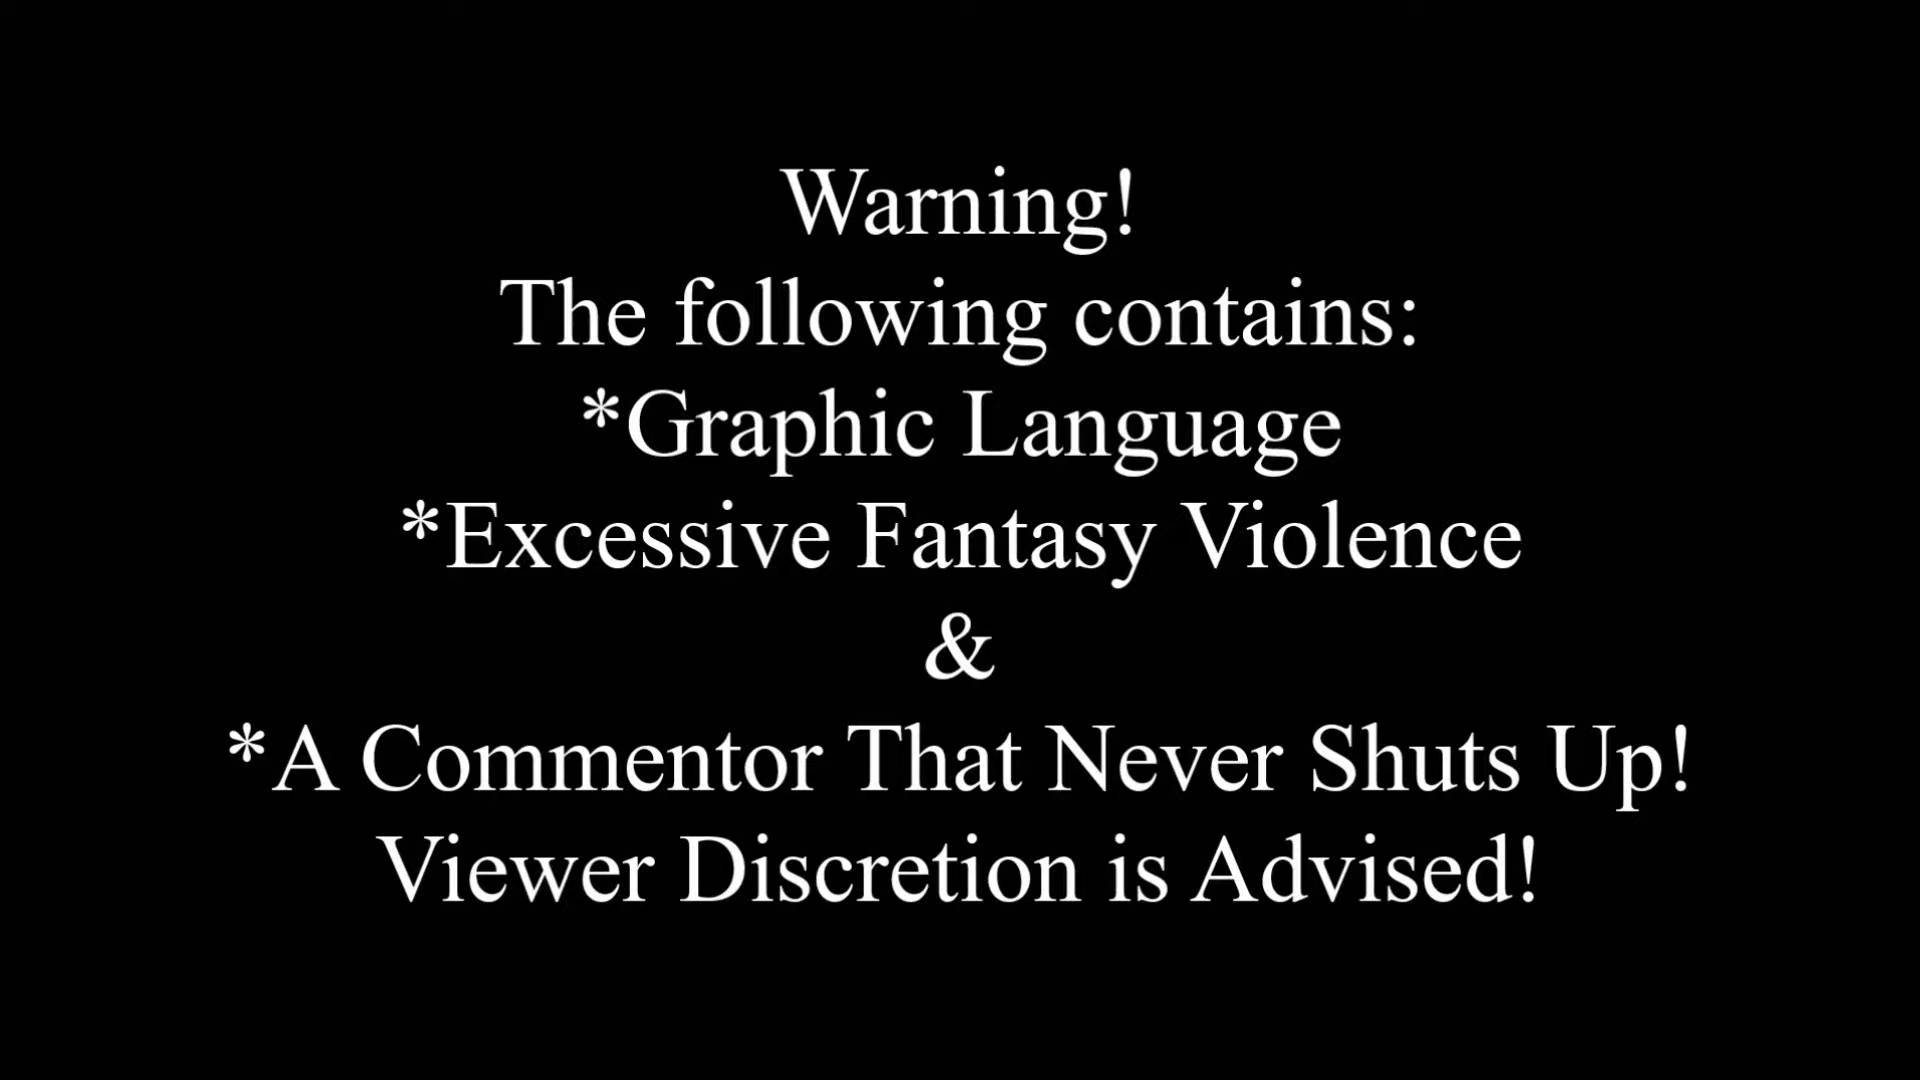 Warning!
The following contains:
*Graphic Language
*Excessive Fantasy Violence
&
*A Commentor That Never Shuts Up!
Viewer Discretion is Advised!